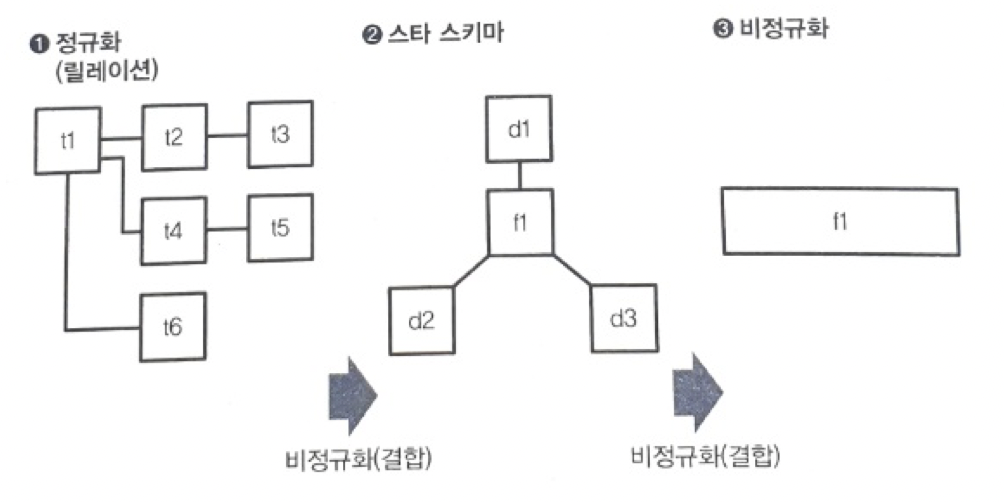 ❶ 정규화
(릴레이션)
❷ 스타 스키마
❸ 비정규화
t1
t2
t3
t4
t5
t6
d1
f1
d2
d3
f1
비정규화(결합)
비정규화(결합)